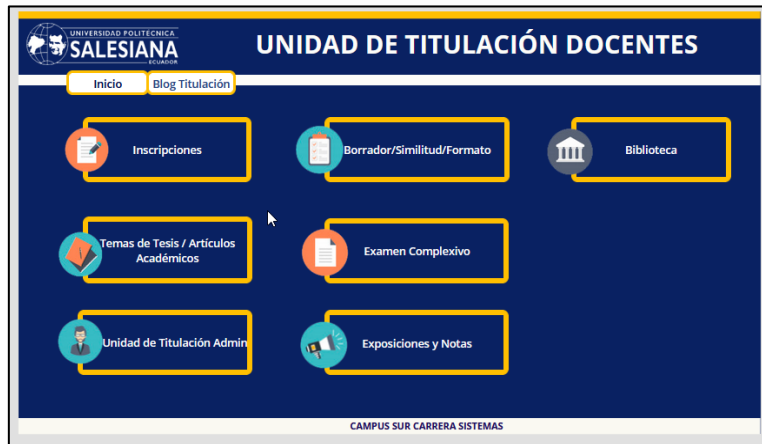 UNIVERSIDAD POLITÉCNICA
SALESIANA
ECUADOR
UNIDAD DE TITULACIÓN DOCENTES
Inicio
Blog Titulación
Inscripciones
Borrador/Similitud/Formato
Biblioteca
Temas de Tesis / Artículos
Académicos
Examen Complexivo
Unidad de Titulación Admin
Exposiciones y Notas
CAMPUS SUR CARRERA SISTEMAS